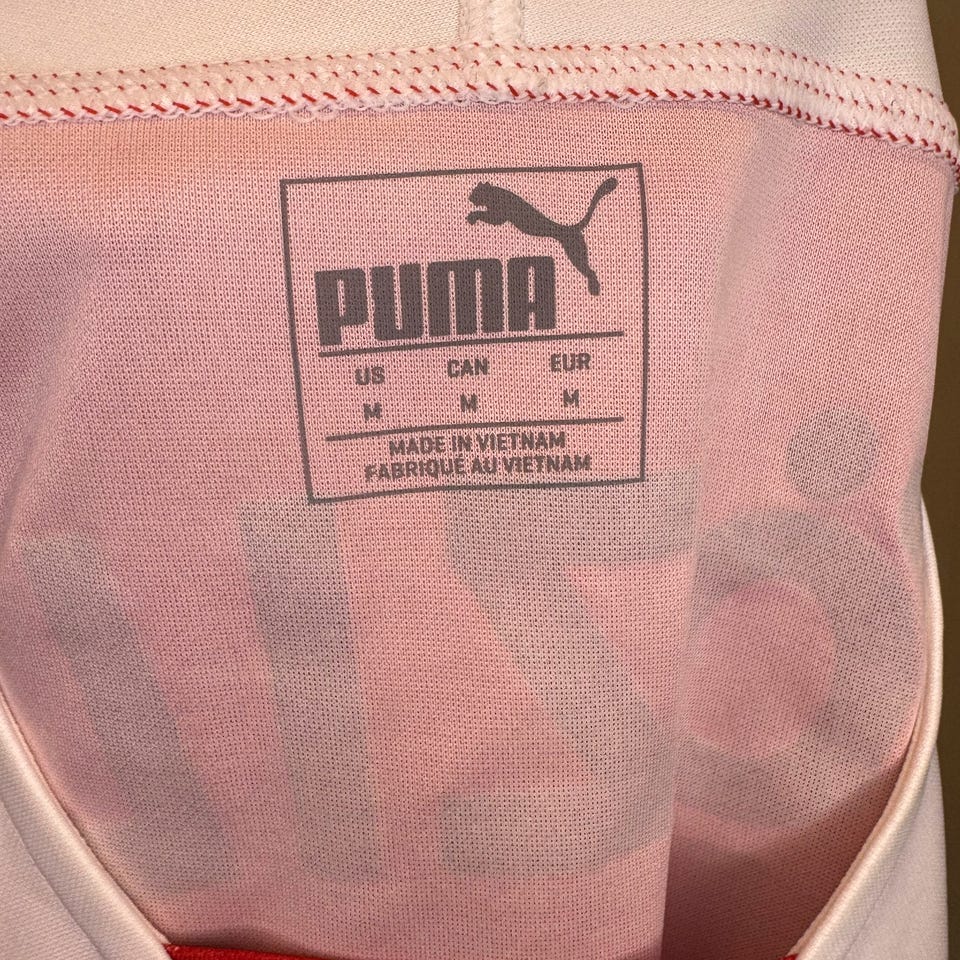 PUMA
US CAN EUR
M M M
MADE IN VIETNAM
FABRIQUÉ AU VIETNAM